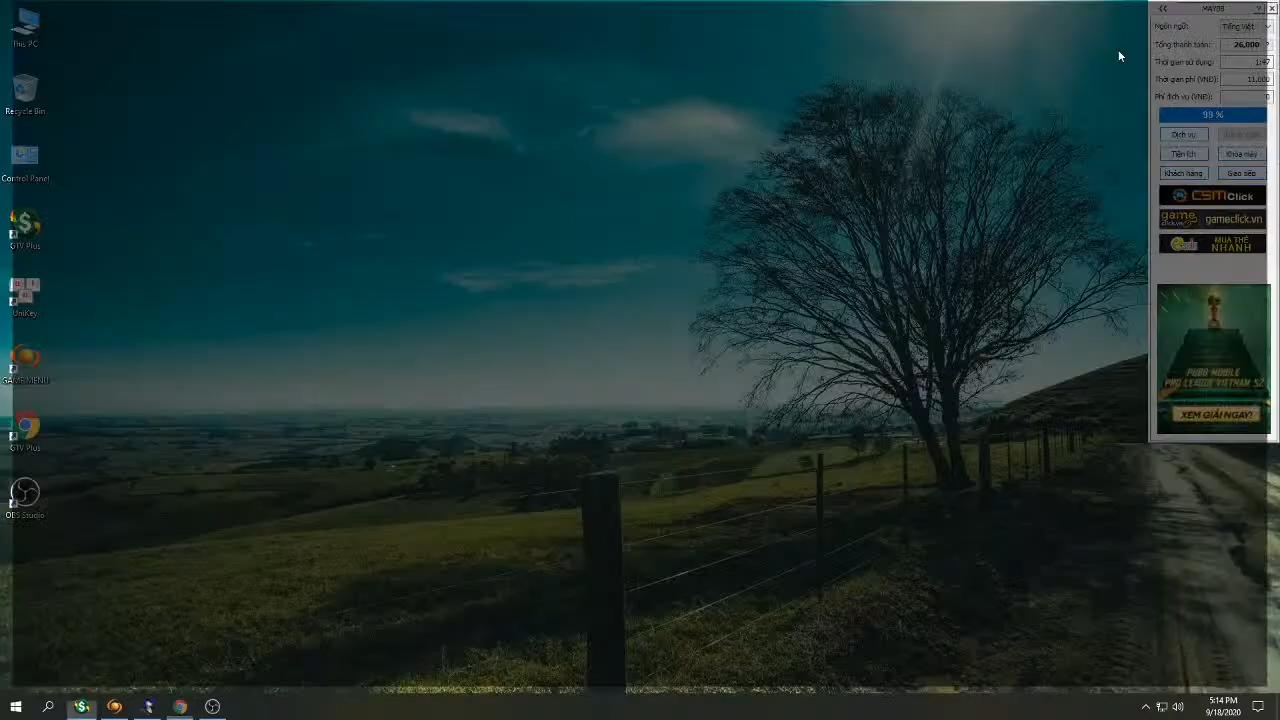 This PC
Recycle Bin
Control Panel
GTV Plus
UniKey
GAME MENU
GTV Plus
OBS Studio
MAY08
Ngôn ngữ: Tiếng Việt
Tổng thanh toán: 26,000
Thời gian sử dụng: 1:47
Thời gian phí (VNĐ): 11,000
Phí dịch vụ (VNĐ): 0
99 %
Dịch vụ
Tiện ích Khóa máy
Khách hàng Giao tiếp
CSMClick
gameclick.vn
MUA THẺ
NHANH
PUBG MOBILE
PRO LEAGUE VIETNAM S2
XEM GIẢI NGAY!
5:14 PM
9/18/2020